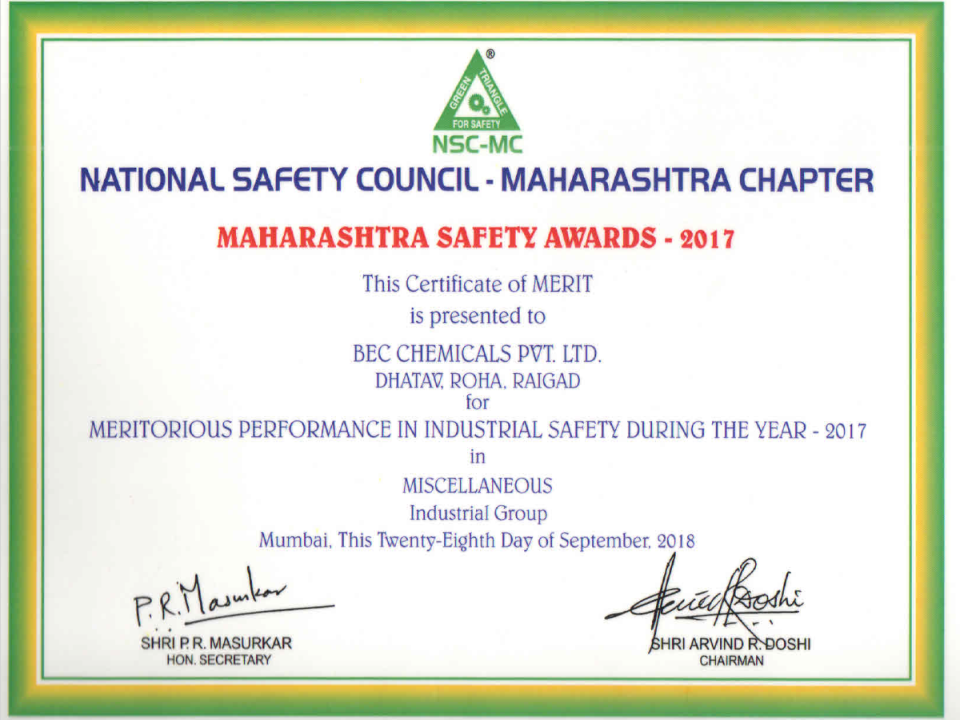 ®
GREEN TRIANGLE
FOR SAFETY
NSC-MC
NATIONAL SAFETY COUNCIL - MAHARASHTRA CHAPTER
MAHARASHTRA SAFETY AWARDS - 2017
This Certificate of MERIT
is presented to
BEC CHEMICALS PVT. LTD.
DHATAV, ROHA, RAIGAD
for
MERITORIOUS PERFORMANCE IN INDUSTRIAL SAFETY DURING THE YEAR - 2017
in
MISCELLANEOUS
Industrial Group
Mumbai, This Twenty-Eighth Day of September, 2018
P.R. Masurkar
SHRI P. R. MASURKAR
HON. SECRETARY
SHRI ARVIND R. DOSHI
CHAIRMAN